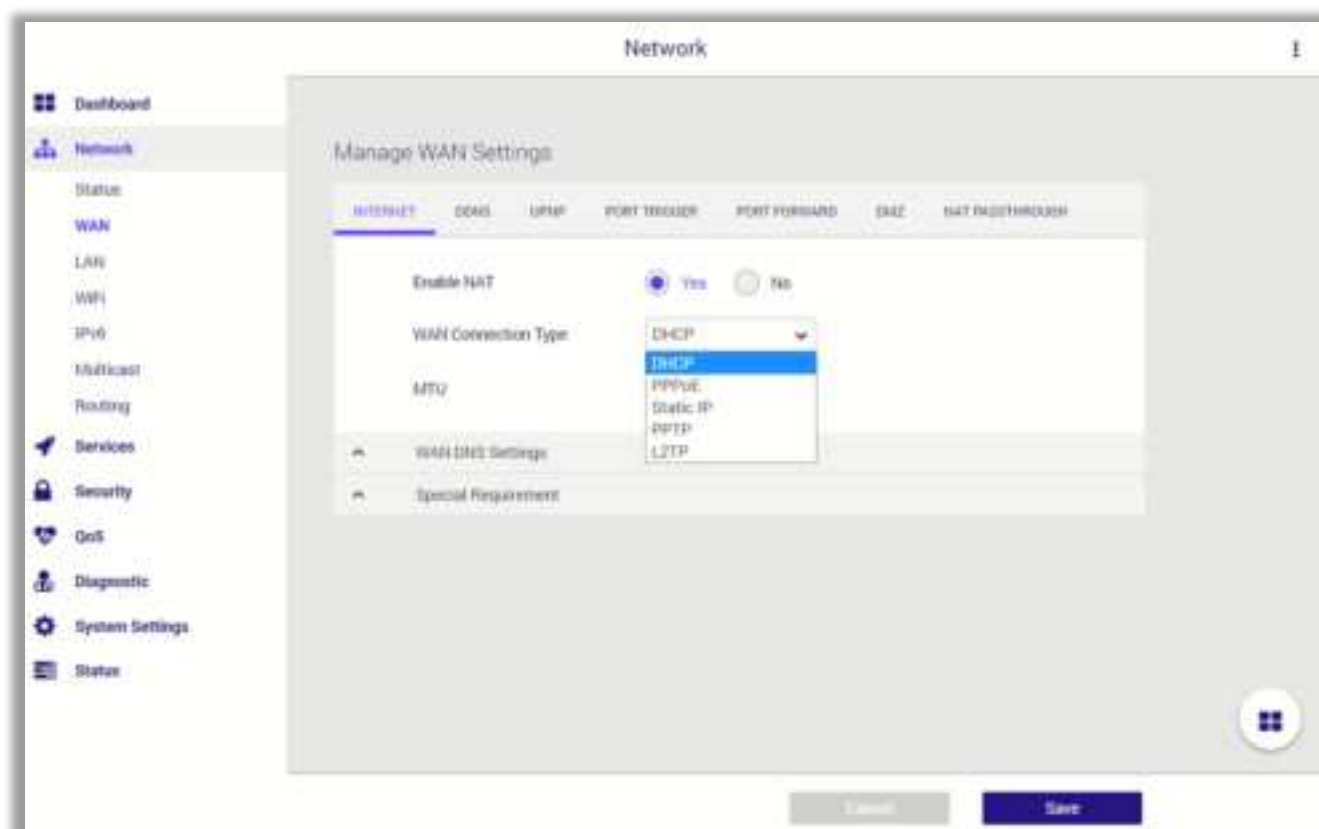 Network
Dashboard
Network
Status
WAN
LAN
WiFi
IPv6
Multicast
Routing
Services
Security
QoS
Diagnostic
System Settings
Status
Manage WAN Settings
INTERNET DDNS UPNP PORT TRIGGER PORT FORWARD DMZ NAT PASSTHROUGH
Enable NAT Yes No
WAN Connection Type DHCP
DHCP
PPPoE
MTU
Static IP
PPTP
L2TP
WAN DNS Settings
Special Requirement
Cancel Save